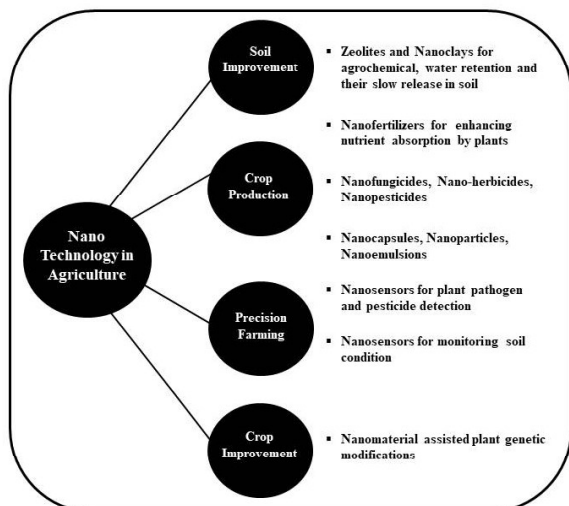 Soil
Improvement
▪ Zeolites and Nanoclays for
agrochemical, water retention and
their slow release in soil
▪ Nanofertilizers for enhancing
nutrient absorption by plants
Crop
Production
▪ Nanofungicides, Nano-herbicides,
Nanopesticides
▪ Nanocapsules, Nanoparticles,
Nanoemulsions
Nano
Technology in
Agriculture
▪ Nanosensors for plant pathogen
and pesticide detection
Precision
Farming
▪ Nanosensors for monitoring soil
condition
Crop
Improvement
▪ Nanomaterial assisted plant genetic
modifications